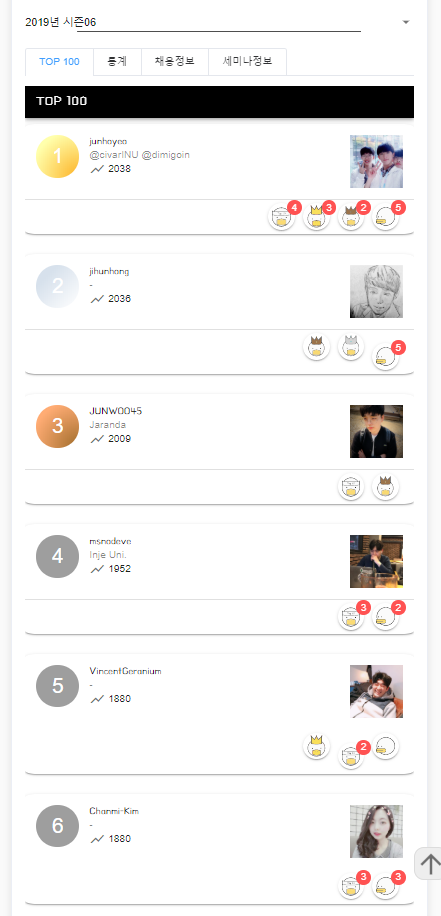 2019년 시즌06
TOP 100 통계 채용정보 세미나정보
TOP 100
1
junhoyeo
@civarINU @dimigoin
2038
4 3 2 5
2
jihunhong
-
2036
5
3
JUNWOO45
Jaranda
2009
4
msnodeve
Inje Uni.
1952
3 2
5
VincentGeranium
-
1880
2
6
Chanmi-Kim
-
1880
3 3